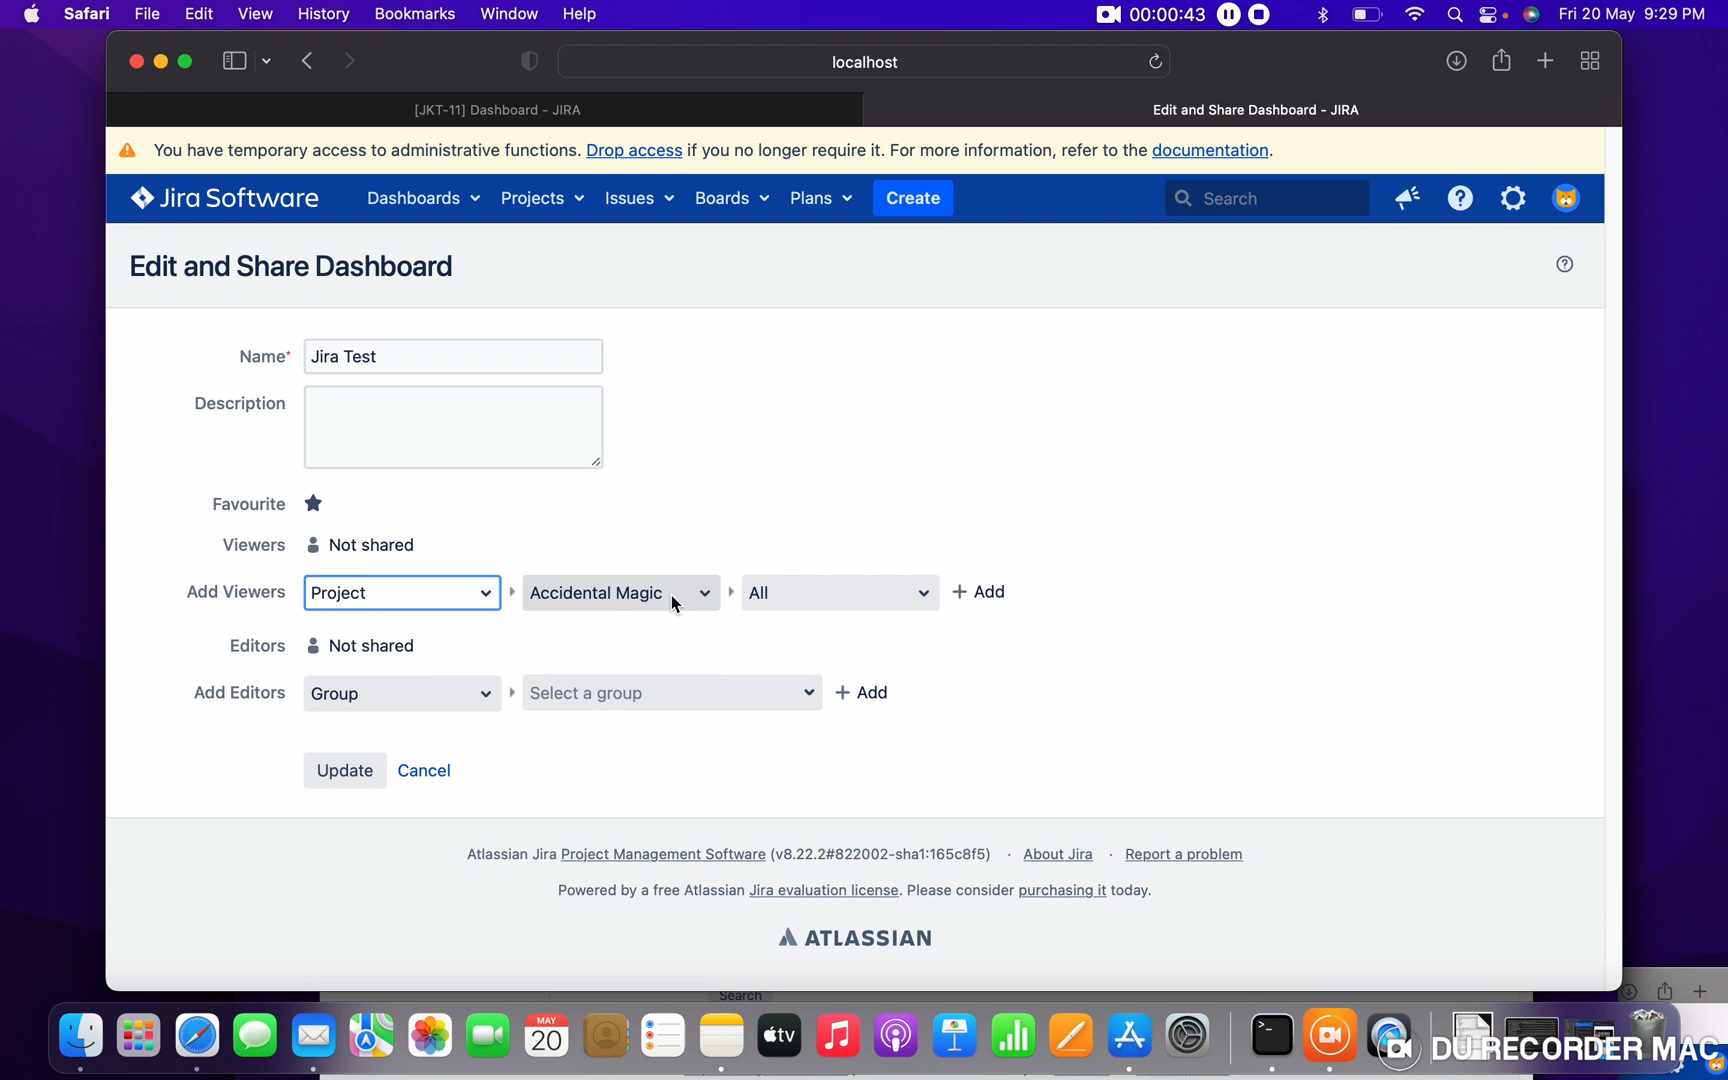 Safari File Edit View History Bookmarks Window Help 00:00:43 Fri 20 May 9:29 PM
localhost
[JKT-11] Dashboard - JIRA Edit and Share Dashboard - JIRA
You have temporary access to administrative functions. Drop access if you no longer require it. For more information, refer to the documentation.
Jira Software Dashboards Projects Issues Boards Plans Create Search
Edit and Share Dashboard
Name* Jira Test
Description
Favourite
Viewers Not shared
Add Viewers Project Accidental Magic All + Add
Editors Not shared
Add Editors Group Select a group + Add
Update Cancel
Atlassian Jira Project Management Software (v8.22.2#822002-sha1:165c8f5) · About Jira · Report a problem
Powered by a free Atlassian Jira evaluation license. Please consider purchasing it today.
ATLASSIAN
Search
MAY
20
tv
DU RECORDER MAC